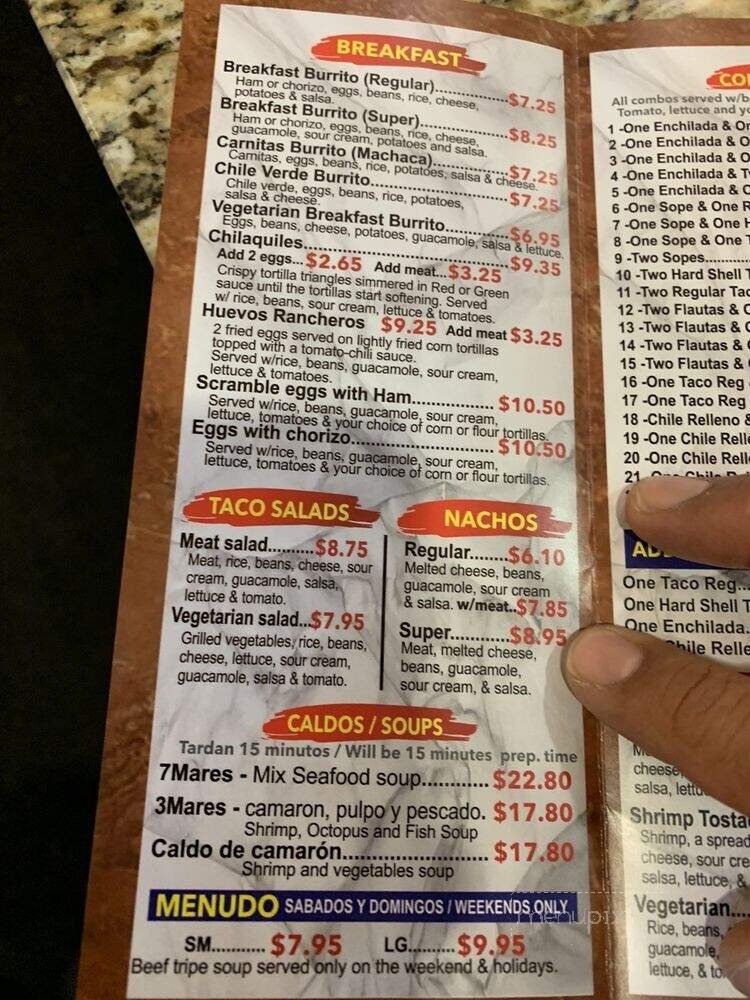 BREAKFAST
Breakfast Burrito (Regular)................$7.25
Ham or chorizo, eggs, beans, rice, cheese,
potatoes & salsa.
Breakfast Burrito (Super)...................$8.25
Ham or chorizo, eggs, beans, rice, cheese,
guacamole, sour cream, potatoes and salsa.
Carnitas Burrito (Machaca)................$7.25
Carnitas, eggs, beans, rice, potatoes, salsa & cheese.
Chile Verde Burrito.............................$7.25
Chile verde, eggs, beans, rice, potatoes,
salsa & cheese.
Vegetarian Breakfast Burrito..............$6.95
Eggs, beans, cheese, potatoes, guacamole, salsa & lettuce.
Chilaquiles..........................................$9.35
Add 2 eggs...$2.65 Add meat...$3.25
Crispy tortilla triangles simmered in Red or Green
sauce until the tortillas start softening. Served
w/ rice, beans, sour cream, lettuce & tomatoes.
Huevos Rancheros $9.25 Add meat $3.25
2 fried eggs served on lightly fried corn tortillas
topped with a tomato-chili sauce.
Served w/rice, beans, guacamole, sour cream,
lettuce & tomatoes.
Scramble eggs with Ham.................. $10.50
Served w/rice, beans, guacamole, sour cream,
lettuce, tomatoes & your choice of corn or flour tortillas.
Eggs with chorizo............................... $10.50
Served w/rice, beans, guacamole, sour cream,
lettuce, tomatoes & your choice of corn or flour tortillas.
TACO SALADS
Meat salad..........$8.75
Meat, rice, beans, cheese, sour
cream, guacamole, salsa,
lettuce & tomato.
Vegetarian salad...$7.95
Grilled vegetables, rice, beans,
cheese, lettuce, sour cream,
guacamole, salsa & tomato.
NACHOS
Regular........$6.10
Melted cheese, beans,
guacamole, sour cream
& salsa. w/meat..$7.85
Super............$8.95
Meat, melted cheese,
beans, guacamole,
sour cream, & salsa.
CALDOS / SOUPS
Tardan 15 minutos / Will be 15 minutes prep. time
7Mares - Mix Seafood soup............ $22.80
3Mares - camaron, pulpo y pescado. $17.80
Shrimp, Octopus and Fish Soup
Caldo de camarón........................ $17.80
Shrimp and vegetables soup
MENUDO SABADOS Y DOMINGOS / WEEKENDS ONLY
SM............ $7.95 LG..........$9.95
Beef tripe soup served only on the weekend & holidays.
All combos served w/b
Tomato, lettuce and
1 -One Enchilada & On
2 -One Enchilada & O
3 -One Enchilada & O
4 -One Enchilada & T
5 -One Enchilada & C
6 -One Sope & One R
7 -One Sope & One H
8 -One Sope & One T
9 -Two Sopes
10 -Two Hard Shell T
11 -Two Regular Tac
12 -Two Flautas & C
13 -Two Flautas &
14 -Two Flautas &
15 -Two Flautas &
16 -One Taco Reg
17 -One Taco Reg
18 -Chile Relleno &
19 -One Chile Relle
20 -One Chile Relle
21
One Taco Reg...
One Hard Shell T
One Enchilada.
Chile Relle
cheese,
salsa, lettu
Shrimp Tosta
Shrimp, a spread
cheese, sour cre
salsa, lettuce, &
Vegetarian....
Rice, beans,
guacamole,
lettuce, & to